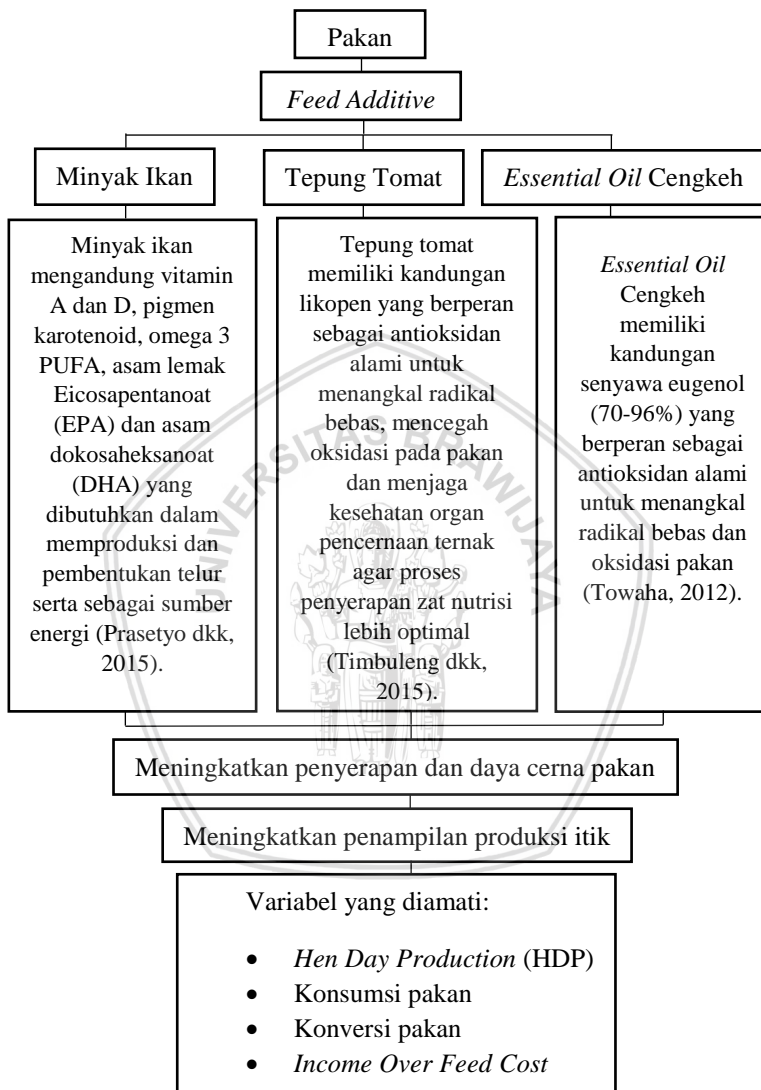 Pakan
Feed Additive
Minyak Ikan
Tepung Tomat
Essential Oil Cengkeh
Minyak ikan
mengandung vitamin
A dan D, pigmen
karotenoid, omega 3
PUFA, asam lemak
Eicosapentanoat
(EPA) dan asam
dokosaheksanoat
(DHA) yang
dibutuhkan dalam
memproduksi dan
pembentukan telur
serta sebagai sumber
energi (Prasetyo dkk,
2015).
Tepung tomat
memiliki kandungan
likopen yang berperan
sebagai antioksidan
alami untuk
menangkal radikal
bebas, mencegah
oksidasi pada pakan
dan menjaga
kesehatan organ
pencernaan ternak
agar proses
penyerapan zat nutrisi
lebih optimal
(Timbuleng dkk,
2015).
Essential Oil
Cengkeh
memiliki
kandungan
senyawa eugenol
(70-96%) yang
berperan sebagai
antioksidan alami
untuk menangkal
radikal bebas dan
oksidasi pakan
(Towaha, 2012).
UNIVERSITAS BRAWIJAYA
Meningkatkan penyerapan dan daya cerna pakan
Meningkatkan penampilan produksi itik
Variabel yang diamati:
• Hen Day Production (HDP)
• Konsumsi pakan
• Konversi pakan
• Income Over Feed Cost